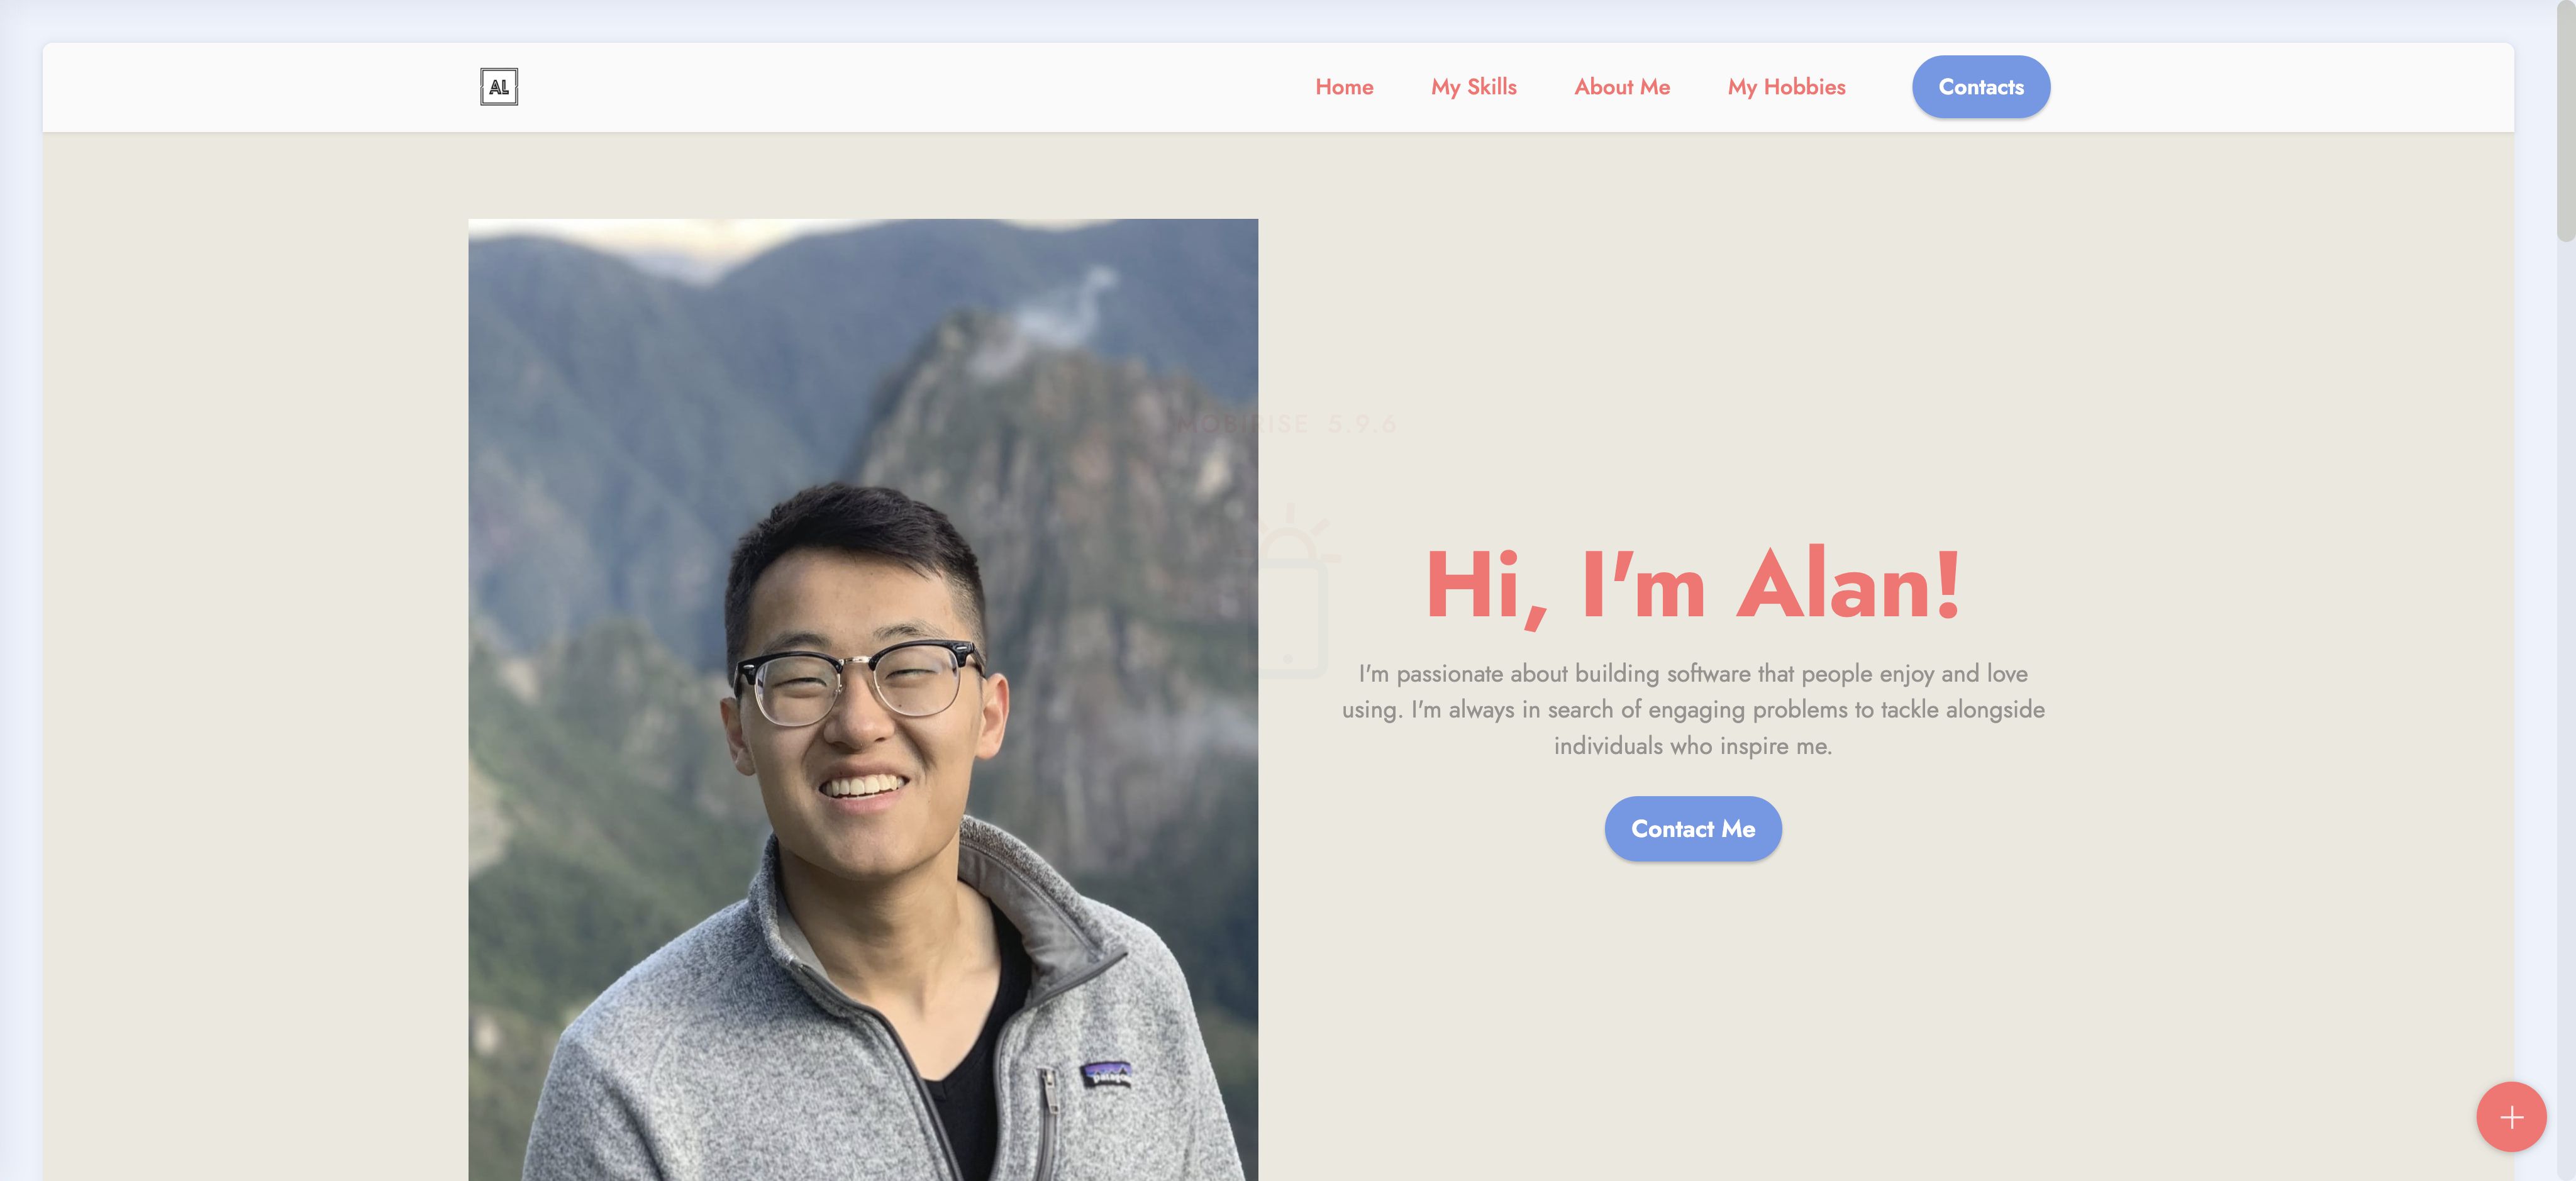 AL
Home My Skills About Me My Hobbies Contacts
MOBIRISE 5.9.6
Hi, I'm Alan!
I'm passionate about building software that people enjoy and love
using. I'm always in search of engaging problems to tackle alongside
individuals who inspire me.
Contact Me
patagonia